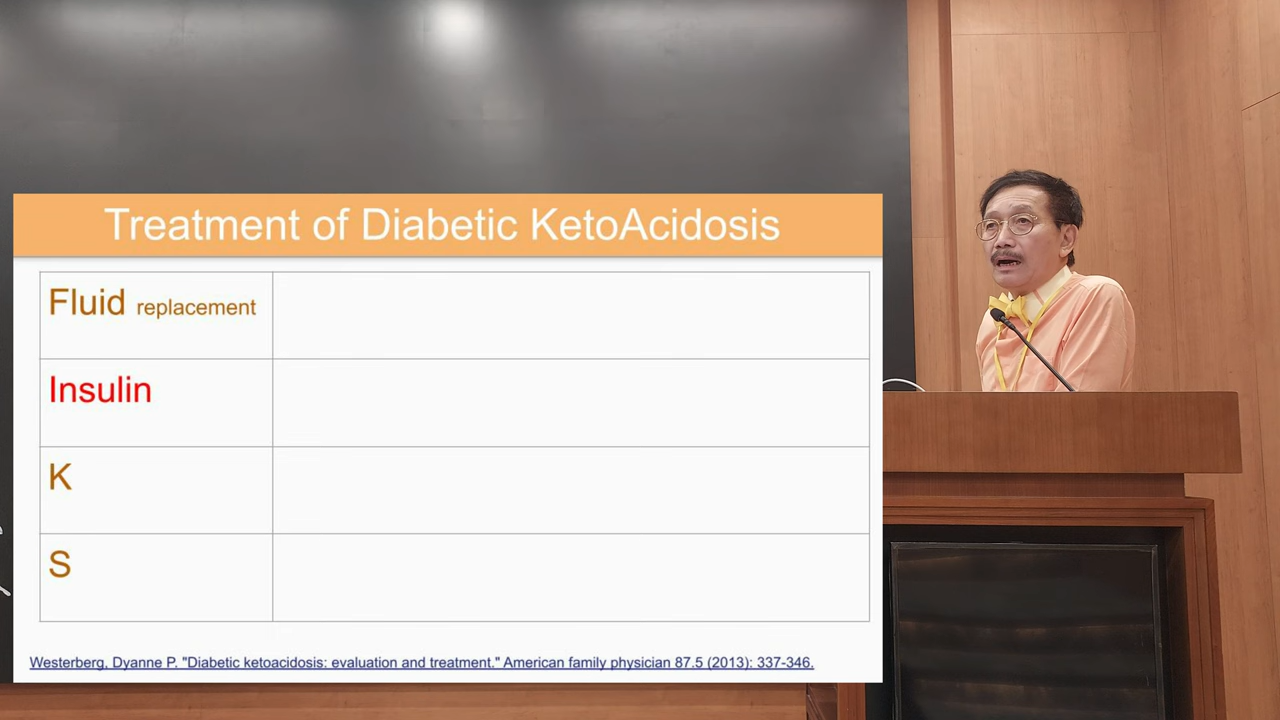 Treatment of Diabetic KetoAcidosis
Fluid replacement
Insulin
K
S
Westerberg, Dyanne P. "Diabetic ketoacidosis: evaluation and treatment." American family physician 87.5 (2013): 337-346.